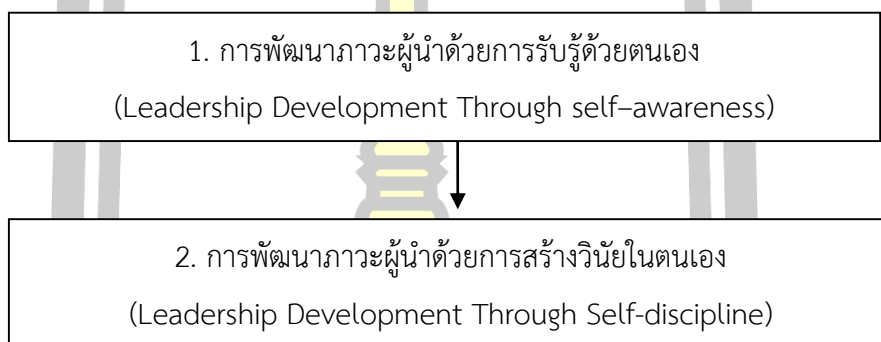 1. การพัฒนาภาวะผู้นำด้วยการรับรู้ด้วยตนเอง
(Leadership Development Through self–awareness)
2. การพัฒนาภาวะผู้นำด้วยการสร้างวินัยในตนเอง
(Leadership Development Through Self-discipline)